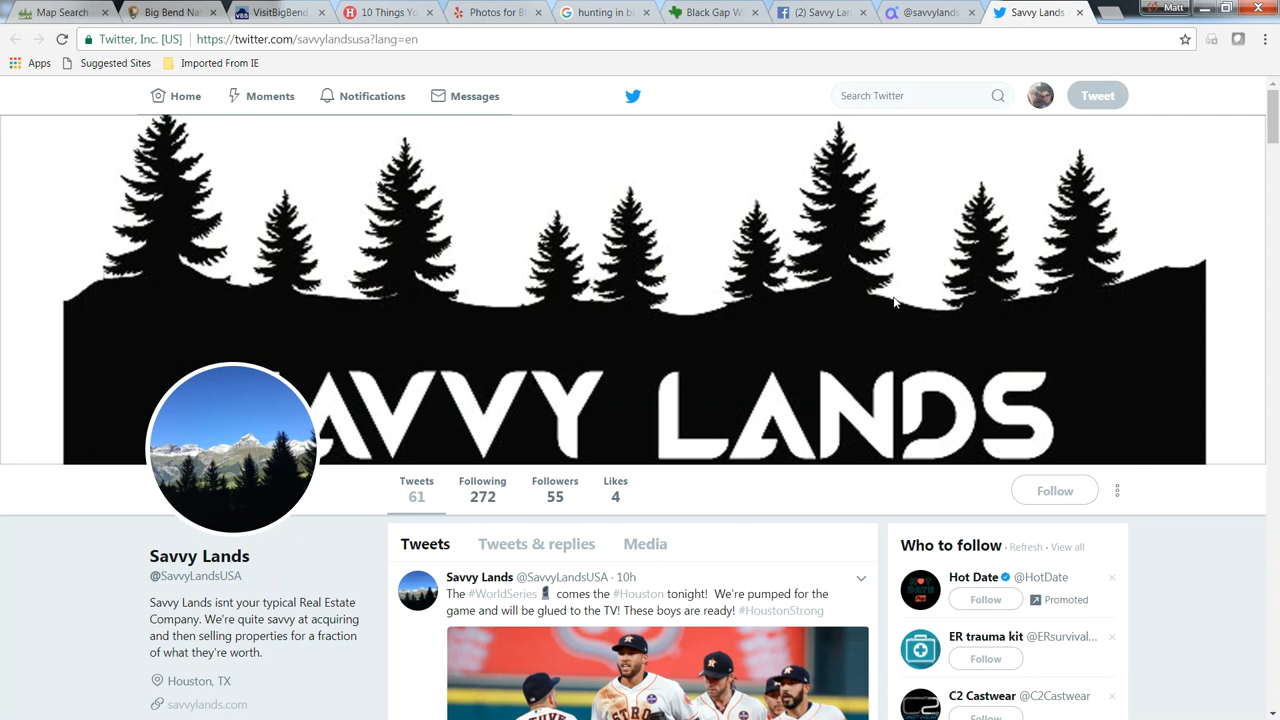 Map Search
Big Bend Na
VisitBigBend
10 Things Yo
Photos for B
hunting in bi
Black Gap W
(2) Savvy Lan
@savvylands
Savvy Lands
Matt
Twitter, Inc. [US]
https://twitter.com/savvylandsusa?lang=en
Apps
Suggested Sites
Imported From IE
Home
Moments
Notifications
Messages
Search Twitter
Tweet
AVVY LANDS
Tweets
61
Following
272
Followers
55
Likes
4
Follow
Savvy Lands
@SavvyLandsUSA
Savvy Lands isnt your typical Real Estate
Company. We're quite savvy at acquiring
and then selling properties for a fraction
of what they're worth.
Houston, TX
savvylands.com
Tweets
Tweets & replies
Media
Savvy Lands @SavvyLandsUSA · 10h
The #WorldSeries comes the #Houston tonight! We're pumped for the
game and will be glued to the TV! These boys are ready! #HoustonStrong
Who to follow · Refresh · View all
Hot Date @HotDate
Follow
Promoted
ER trauma kit @ERsurvival...
Follow
C2 Castwear @C2Castwear
Follow